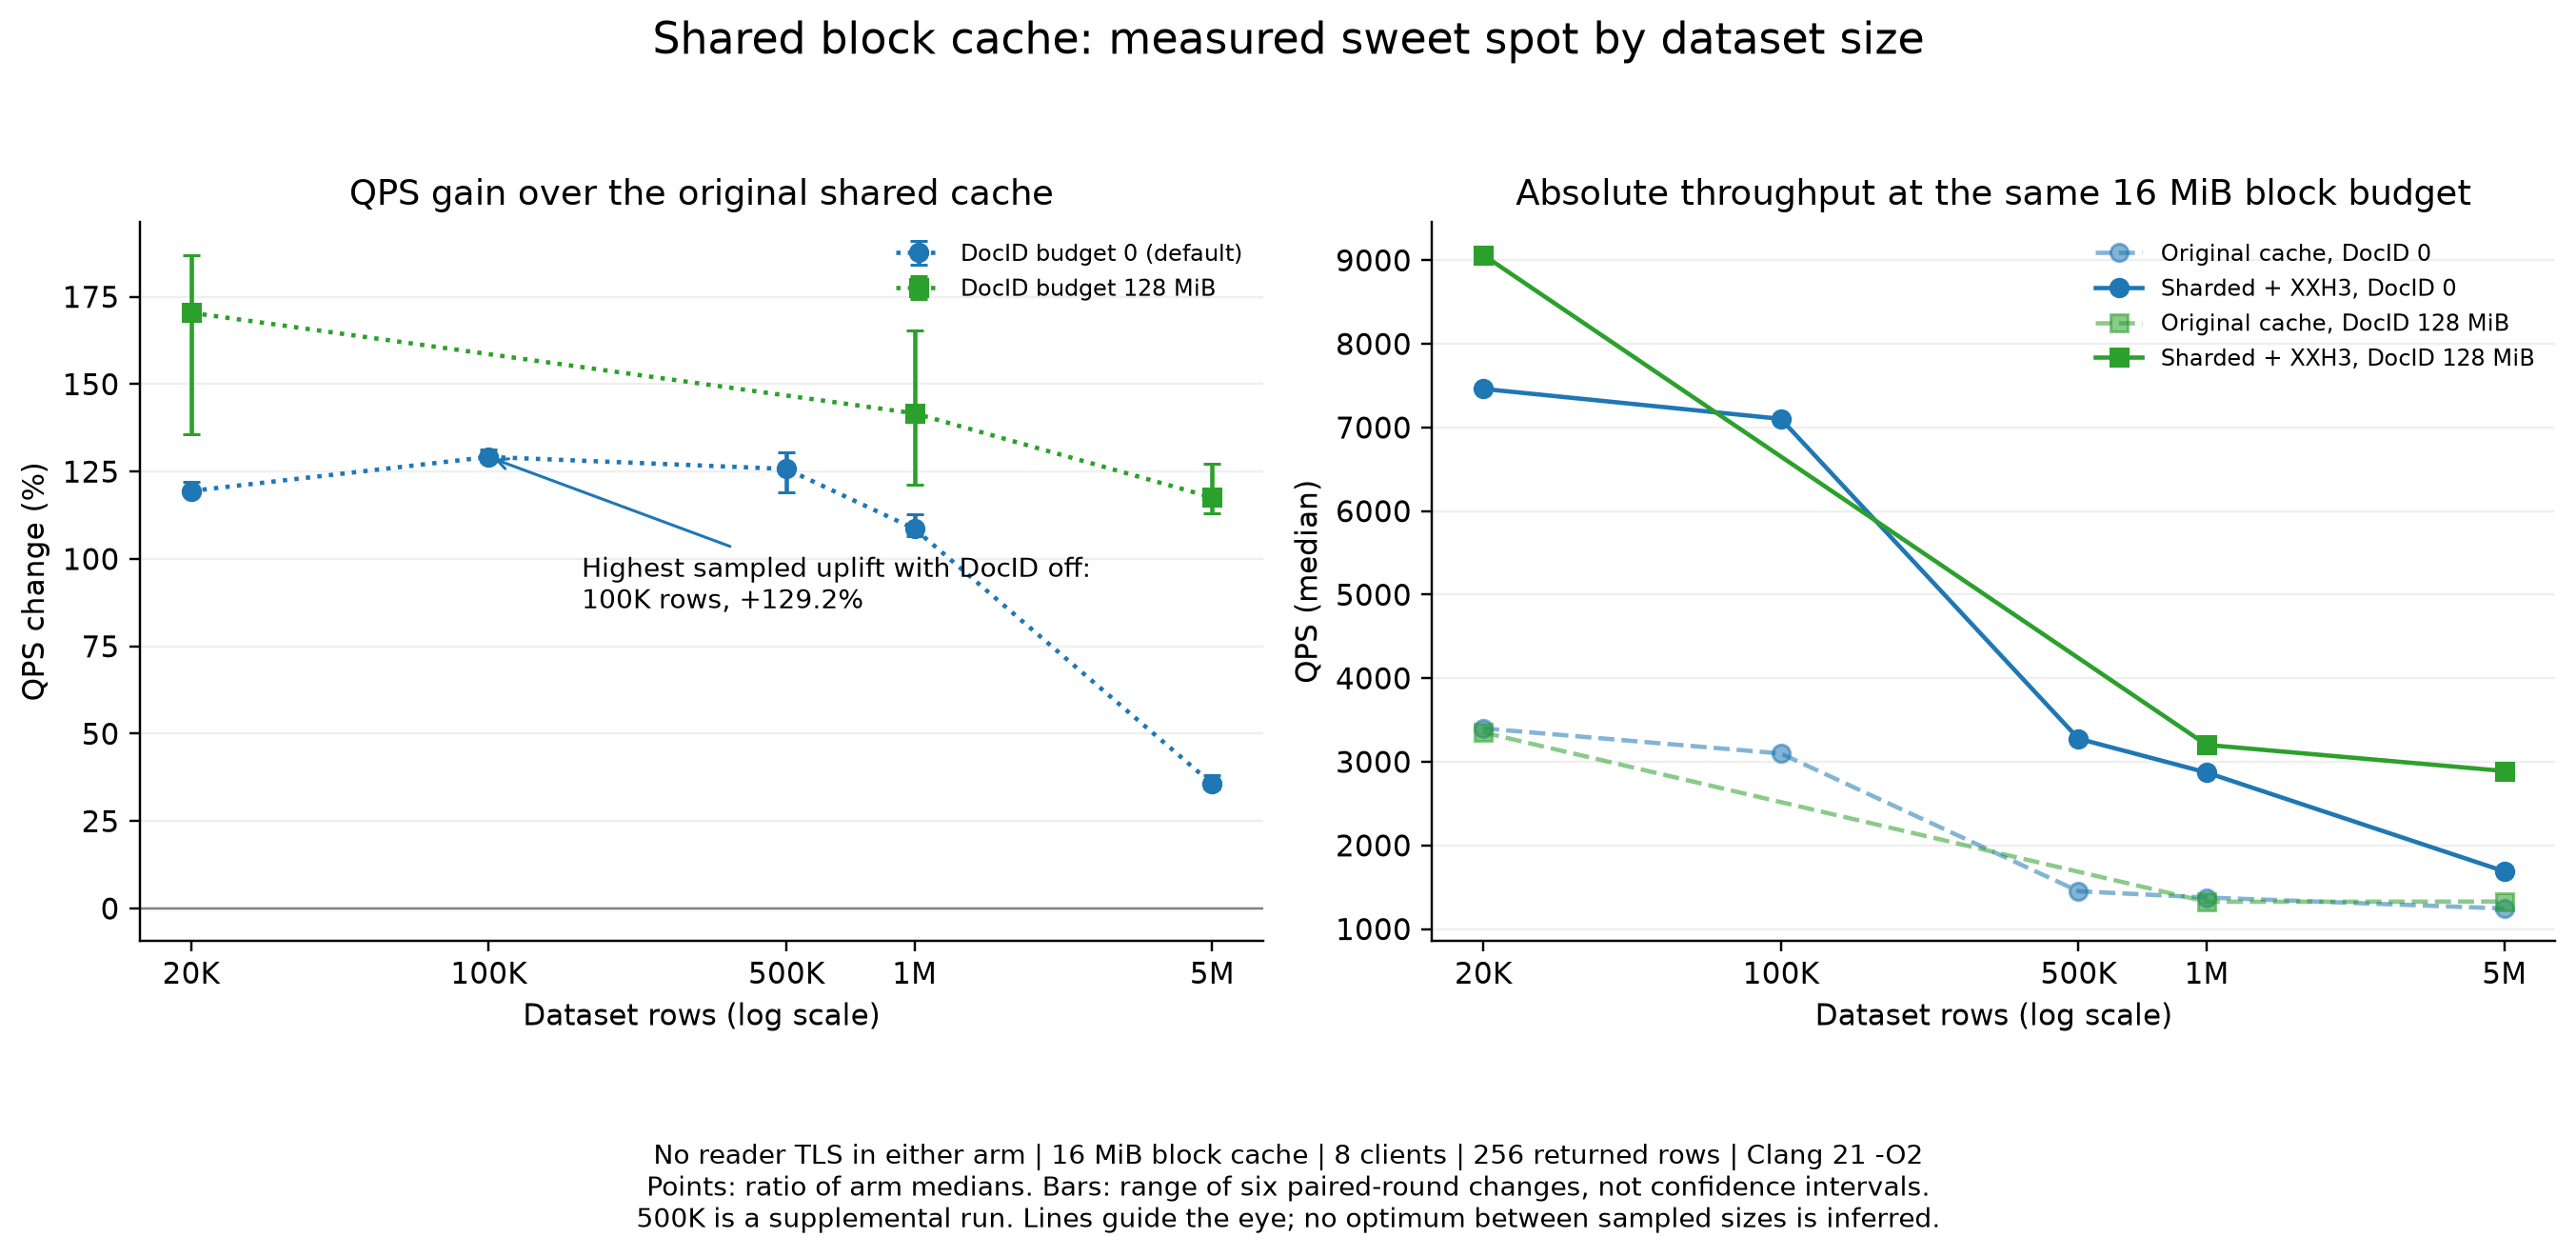 Shared block cache: measured sweet spot by dataset size
QPS gain over the original shared cache
QPS change (%)
175
150
125
100
75
50
25
0
DocID budget 0 (default)
DocID budget 128 MiB
Highest sampled uplift with DocID off:
100K rows, +129.2%
20K
100K
500K
1M
5M
Dataset rows (log scale)
Absolute throughput at the same 16 MiB block budget
QPS (median)
9000
8000
7000
6000
5000
4000
3000
2000
1000
Original cache, DocID 0
Sharded + XXH3, DocID 0
Original cache, DocID 128 MiB
Sharded + XXH3, DocID 128 MiB
20K
100K
500K
1M
5M
Dataset rows (log scale)
No reader TLS in either arm | 16 MiB block cache | 8 clients | 256 returned rows | Clang 21 -O2
Points: ratio of arm medians. Bars: range of six paired-round changes, not confidence intervals.
500K is a supplemental run. Lines guide the eye; no optimum between sampled sizes is inferred.